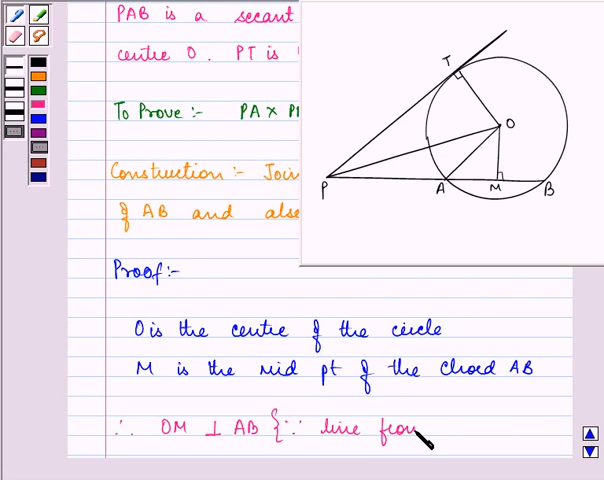 PAB is a secant
centre O. PT is
To Prove :- PA ×
Construction :- Join
of AB and also
Proof :-
O is the centre of the circle
M is the mid pt of the chord AB
∴ OM ⊥ AB {∵ line from
T
O
P
A
M
B